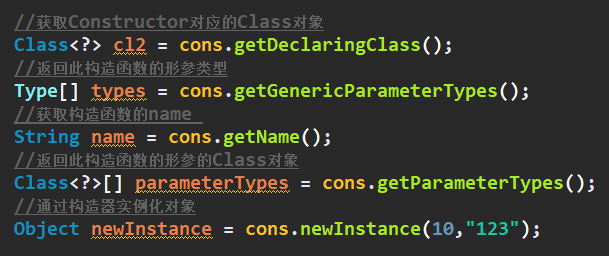 //获取Constructor对应的Class对象
Class<?> cl2 = cons.getDeclaringClass();
//返回此构造函数的形参类型
Type[] types = cons.getGenericParameterTypes();
//获取构造函数的name
String name = cons.getName();
//返回此构造函数的形参的Class对象
Class<?>[] parameterTypes = cons.getParameterTypes();
//通过构造器实例化对象
Object newInstance = cons.newInstance(10,"123");